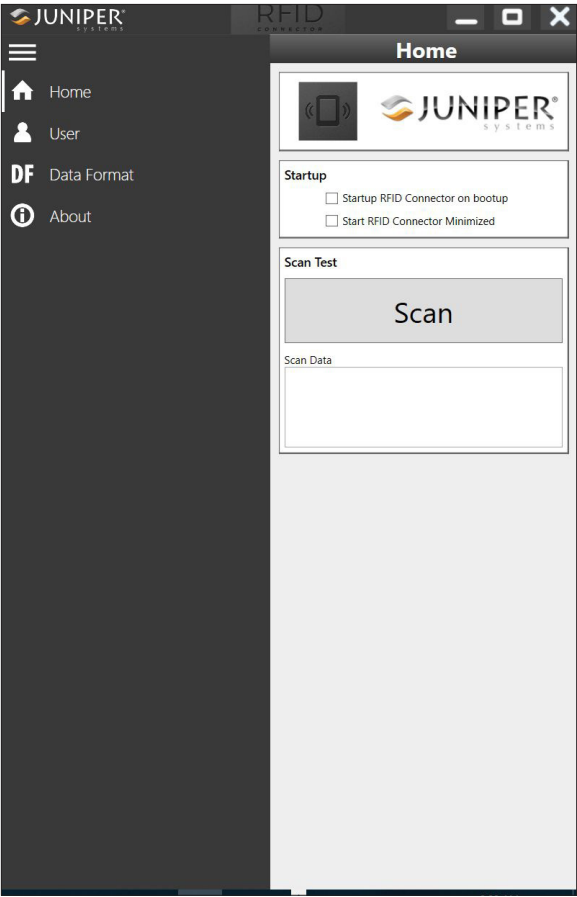 JUNIPER®
systems
RFID
CONNECTOR
Home
User
DF Data Format
About
Home
JUNIPER®
systems
Startup
Startup RFID Connector on bootup
Start RFID Connector Minimized
Scan Test
Scan
Scan Data